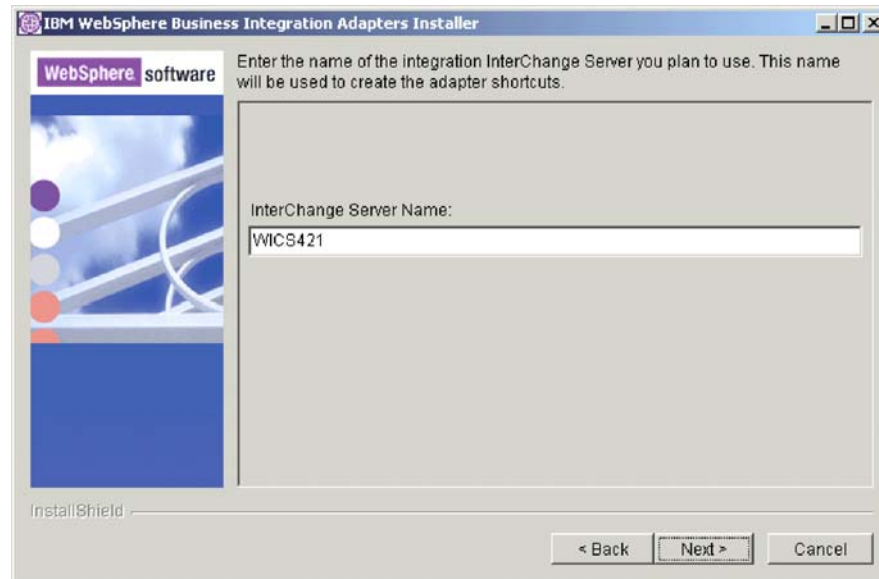 IBM WebSphere Business Integration Adapters Installer
WebSphere software
Enter the name of the integration InterChange Server you plan to use. This name
will be used to create the adapter shortcuts.
InterChange Server Name:
WICS421
InstallShield
< Back
Next >
Cancel